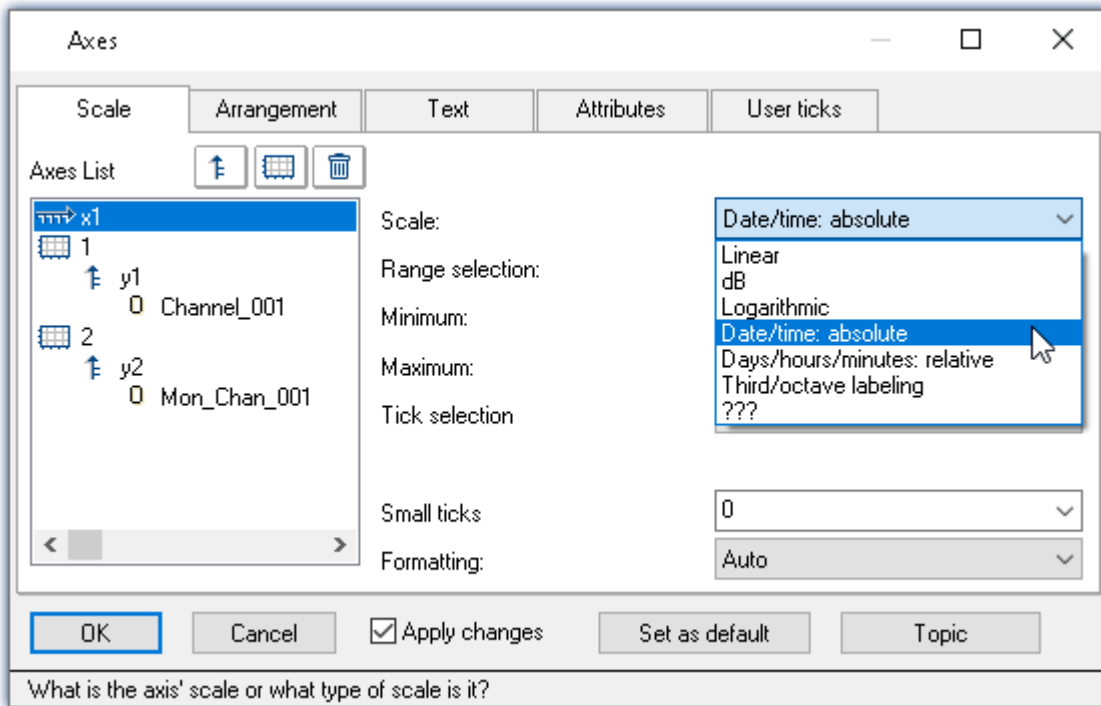 Axes
Scale
Arrangement
Text
Attributes
User ticks
Axes List
x1
1
y1
Channel_001
2
y2
Mon_Chan_001
Scale:
Date/time: absolute
Linear
dB
Logarithmic
Date/time: absolute
Days/hours/minutes: relative
Third/octave labeling
???
Range selection:
Minimum:
Maximum:
Tick selection
Small ticks
0
Formatting:
Auto
OK
Cancel
Apply changes
Set as default
Topic
What is the axis' scale or what type of scale is it?